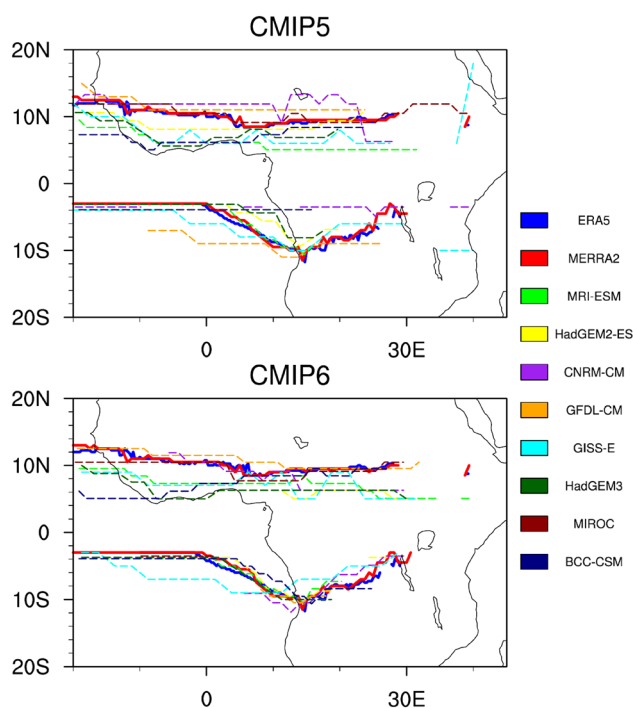 CMIP5
20N
10N
0
10S
20S
0
30E
CMIP6
20N
10N
0
10S
20S
0
30E
ERA5
MERRA2
MRI-ESM
HadGEM2-ES
CNRM-CM
GFDL-CM
GISS-E
HadGEM3
MIROC
BCC-CSM